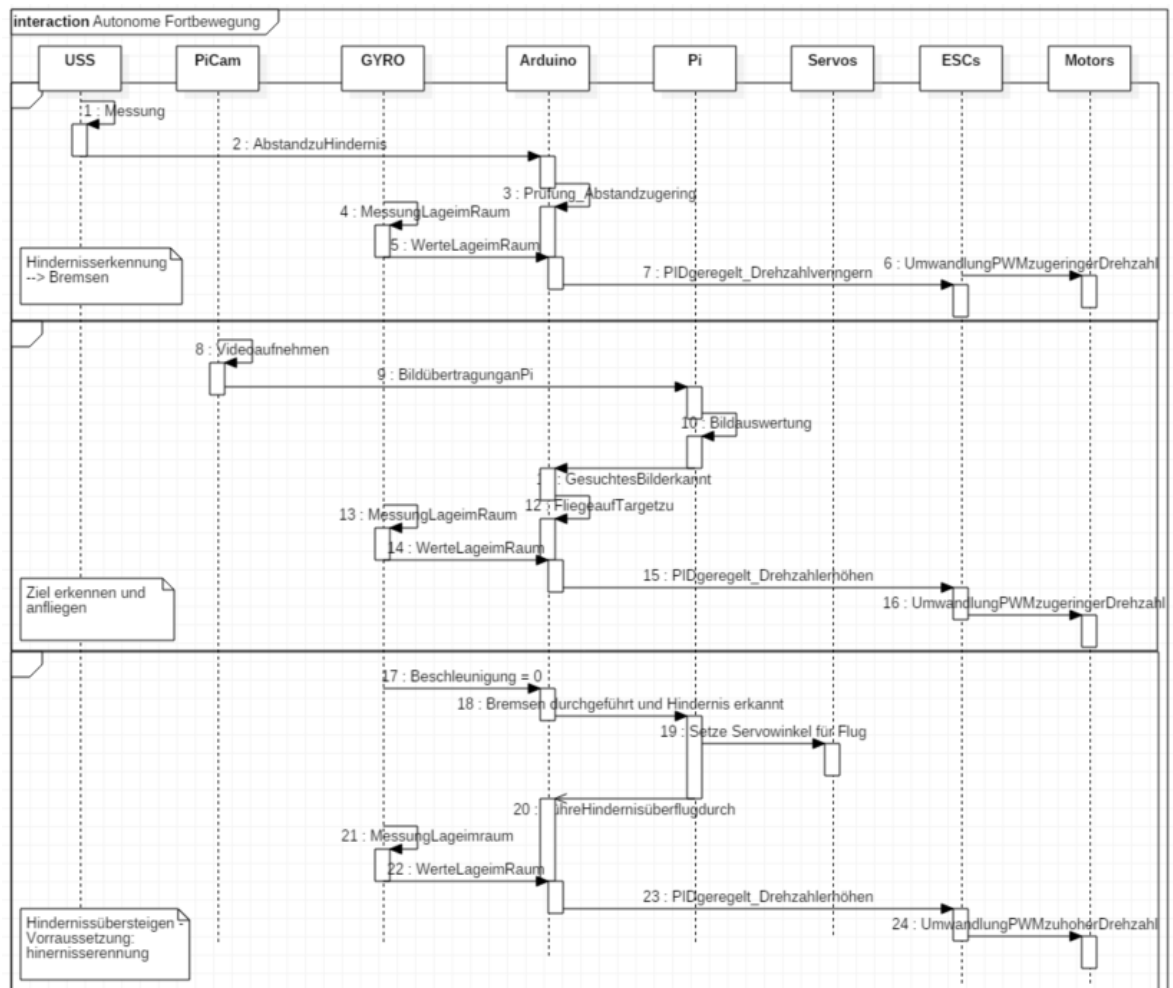 interaction Autonome Fortbewegung
USS
PiCam
GYRO
Arduino
Pi
Servos
ESCs
Motors
1 : Messung
2 : AbstandzuHindernis
3 : Prüfung_Abstandzugering
4 : MessungLageimRaum
5 : WerteLageimRaum
Hindernisserkennung
--> Bremsen
6 : UmwandlungPWMzugeringerDrehzahl
7 : PIDgeregelt_Drehzahlverringern
8 : Videoaufnehmen
9 : BildübertragunganPi
10 : Bildauswertung
: GesuchtesBilderkannt
12 : FliegeaufTargetzu
13 : MessungLageimRaum
14 : WerteLageimRaum
15 : PIDgeregelt_Drehzahlerhöhen
Ziel erkennen und
anfliegen
16 : UmwandlungPWMzugeringerDrehzahl
17 : Beschleunigung = 0
18 : Bremsen durchgeführt und Hindernis erkannt
19 : Setze Servowinkel für Flug
20 :
21 : MessungLageimraum
22 : WerteLageimRaum
23 : PIDgeregelt_Drehzahlerhöhen
24 : UmwandlungPWMzuhoherDrehzahl
Hindernissübersteigen -
Vorraussetzung:
hinernisserennung